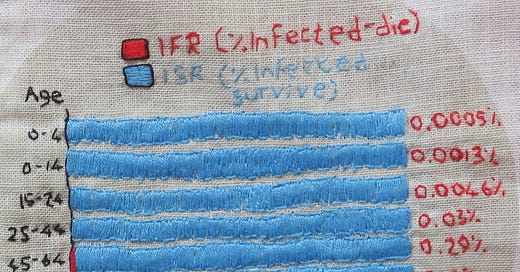 IFR (% Infected-die)
ISR (% Infected
survive)
Age
0-4 0.0005%
0-14 0.0013%
15-24 0.0046%
25-44 0.03%
45-64 0.29%